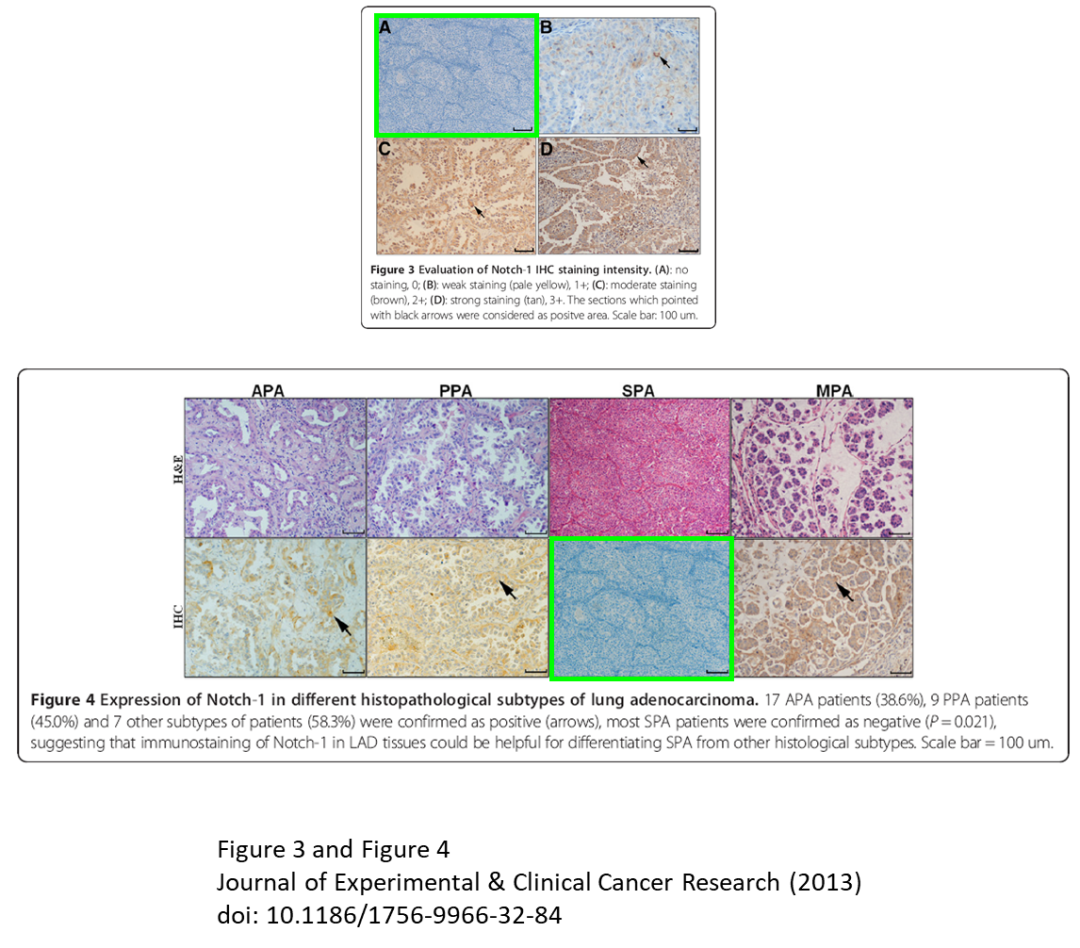 A
B
C
D
Figure 3 Evaluation of Notch-1 IHC staining intensity. (A): no
staining, 0; (B): weak staining (pale yellow), 1+; (C): moderate staining
(brown), 2+; (D): strong staining (tan), 3+. The sections which pointed
with black arrows were considered as positve area. Scale bar: 100 um.
APA
PPA
SPA
MPA
H&E
IHC
Figure 4 Expression of Notch-1 in different histopathological subtypes of lung adenocarcinoma. 17 APA patients (38.6%), 9 PPA patients
(45.0%) and 7 other subtypes of patients (58.3%) were confirmed as positive (arrows), most SPA patients were confirmed as negative (P = 0.021),
suggesting that immunostaining of Notch-1 in LAD tissues could be helpful for differentiating SPA from other histological subtypes. Scale bar = 100 um.
Figure 3 and Figure 4
Journal of Experimental & Clinical Cancer Research (2013)
doi: 10.1186/1756-9966-32-84